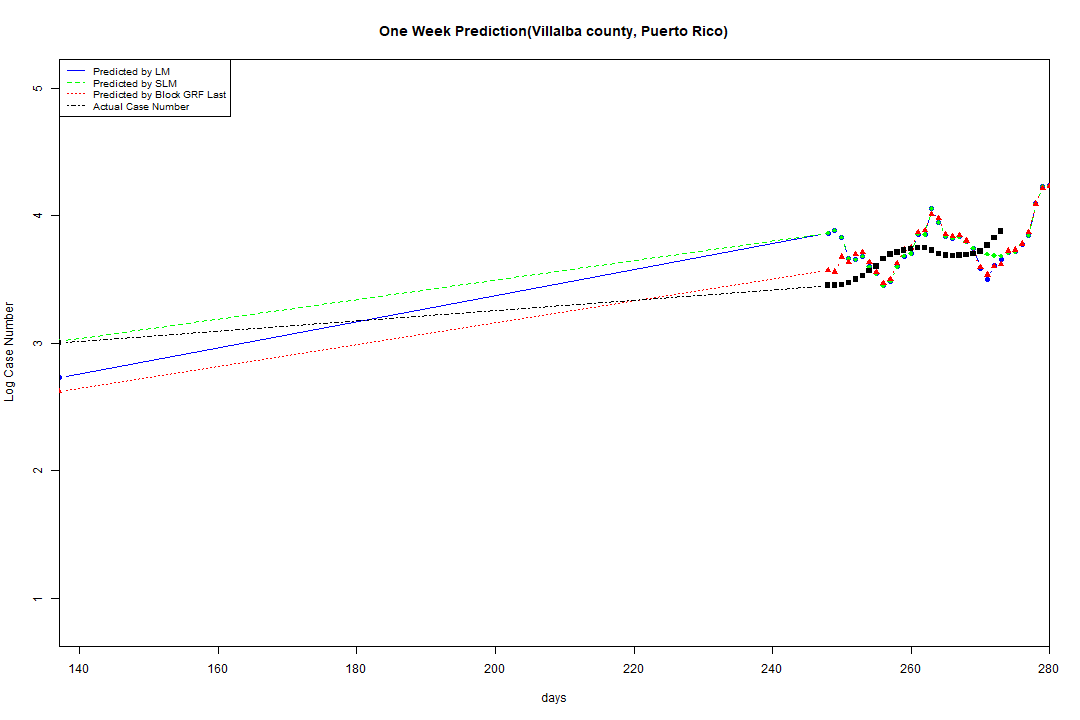 One Week Prediction(Villalba county, Puerto Rico)
Predicted by LM
Predicted by SLM
Predicted by Block GRF Last
Actual Case Number
Log Case Number
5
4
3
2
1
140 160 180 200 220 240 260 280
days